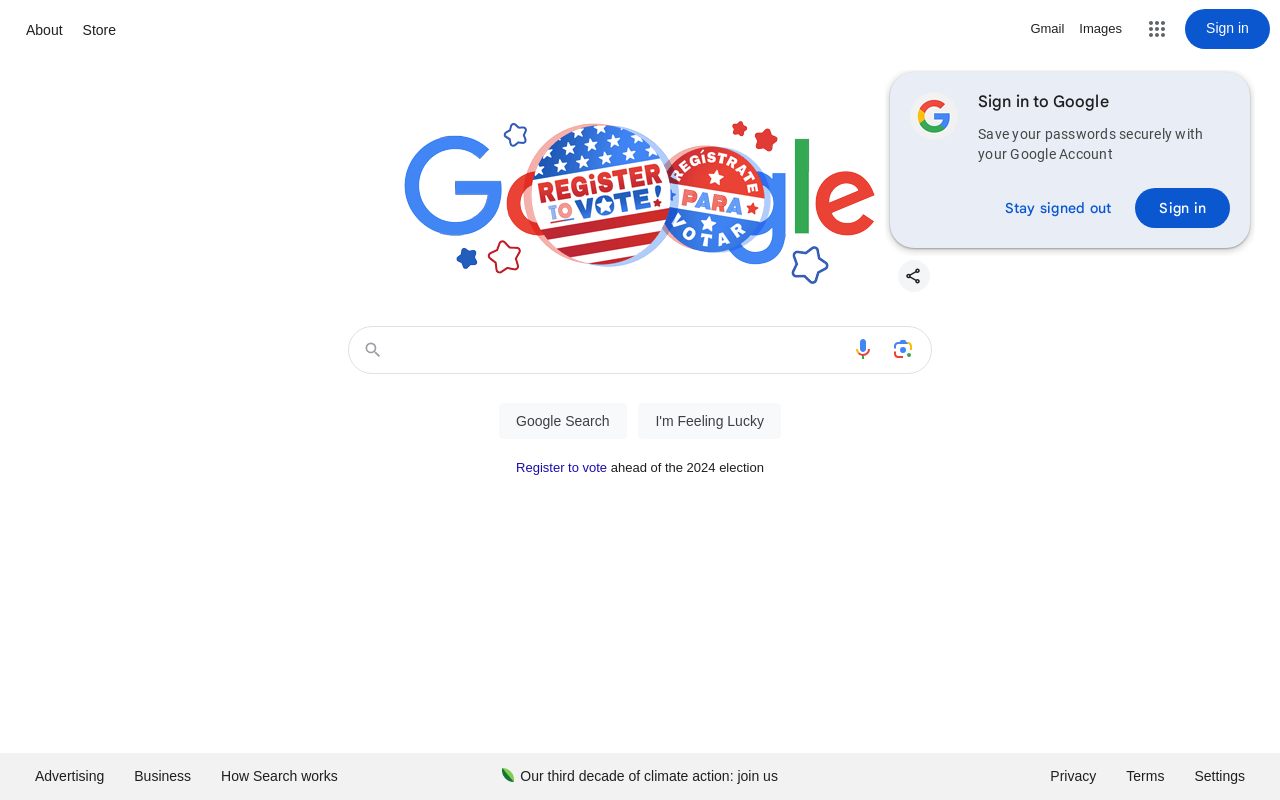 About
Store
Gmail
Images
Sign in
Sign in to Google
Save your passwords securely with
your Google Account
Stay signed out
Sign in
Google
REGiSTER
TO VOTE!
REGíSTRATE
PARA
VOTAR
Google Search
I'm Feeling Lucky
Register to vote ahead of the 2024 election
Advertising
Business
How Search works
Our third decade of climate action: join us
Privacy
Terms
Settings